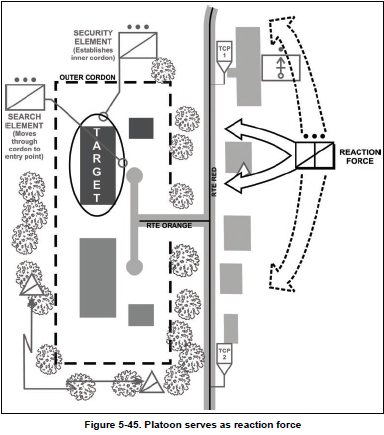 SECURITY
ELEMENT
(Establishes
inner cordon)
OUTER CORDON
SEARCH
ELEMENT
(Moves
through
cordon to
entry point)
TARGET
TCP
1
REACTION
FORCE
RTE RED
RTE ORANGE
TCP
2
Figure 5-45. Platoon serves as reaction force